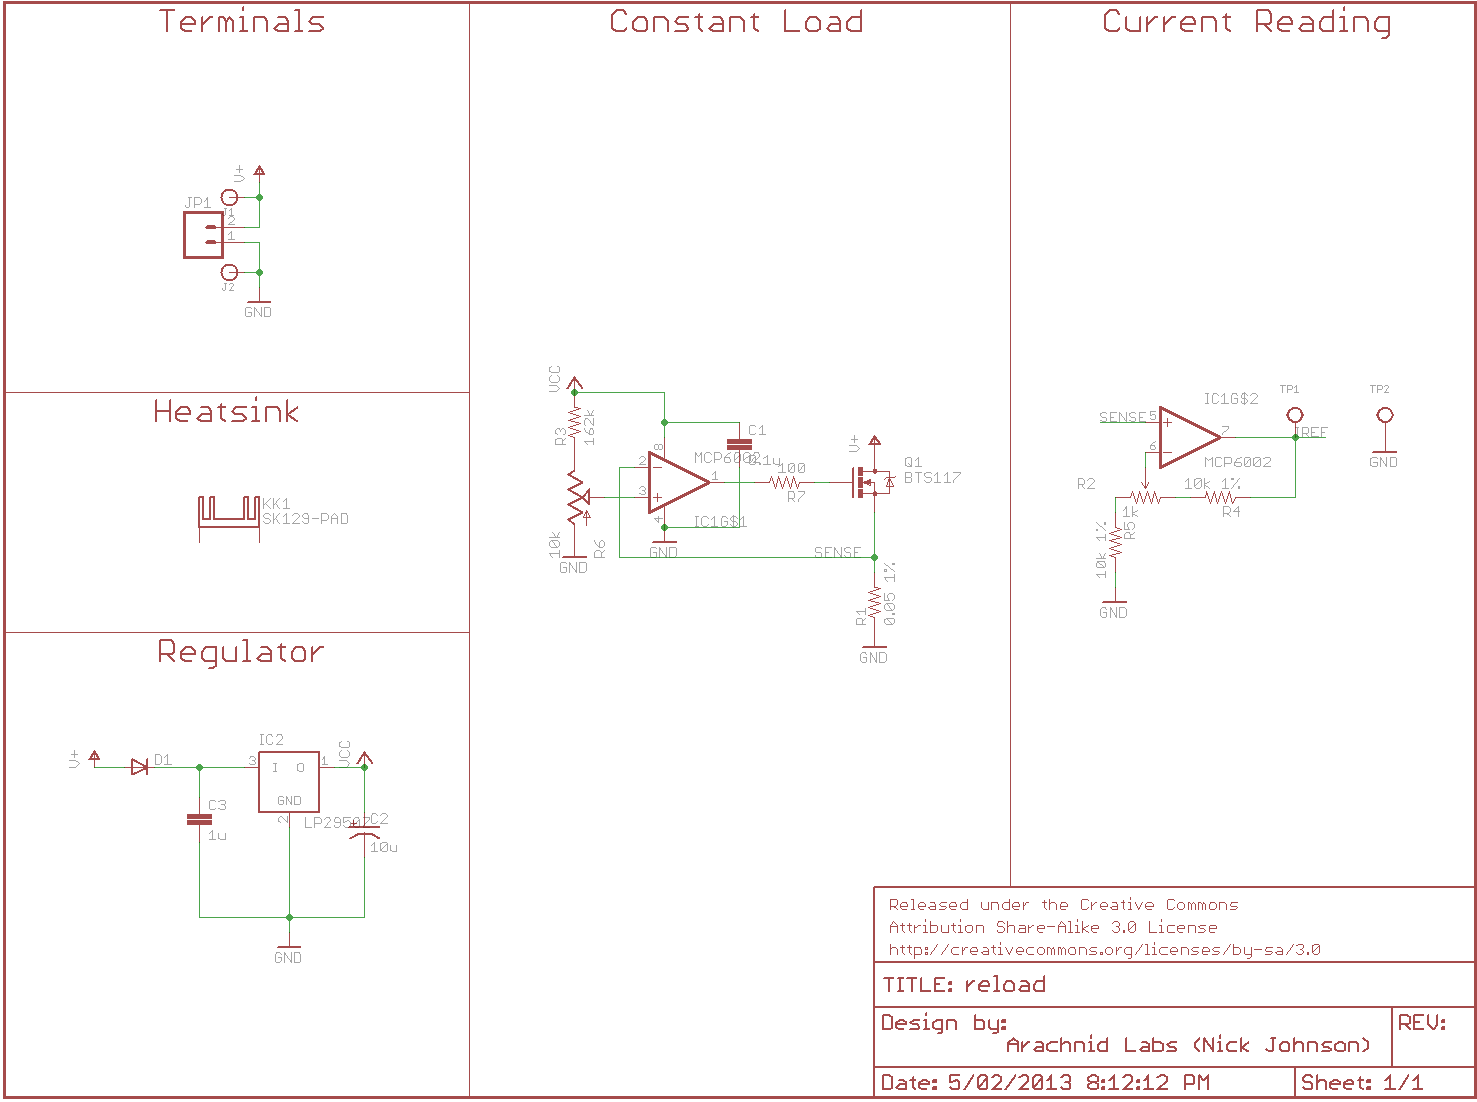 Terminals
V+
JP1
J1
2
1
J2
GND
Heatsink
KK1
SK129-PAD
Regulator
V+
D1
IC2
3
I
O
1
VCC
GND
2
C3
1u
LP2950Z
C2
10u
GND
Constant Load
VCC
R3
162k
C1
0.1u
MCP6002
8
2
3
1
4
IC1G$1
GND
100
R7
V+
Q1
BTS117
10k
R6
GND
SENSE
R1
0.05 1%
GND
Current Reading
SENSE
5
6
7
IC1G$2
MCP6002
TP1
TP2
IREF
GND
R2
1k
10k 1%
R4
10k 1%
R5
GND
Released under the Creative Commons
Attribution Share-Alike 3.0 License
http://creativecommons.org/licenses/by-sa/3.0
TITLE: reload
Design by:
Arachnid Labs (Nick Johnson)
REV:
Date: 5/02/2013 8:12:12 PM
Sheet: 1/1